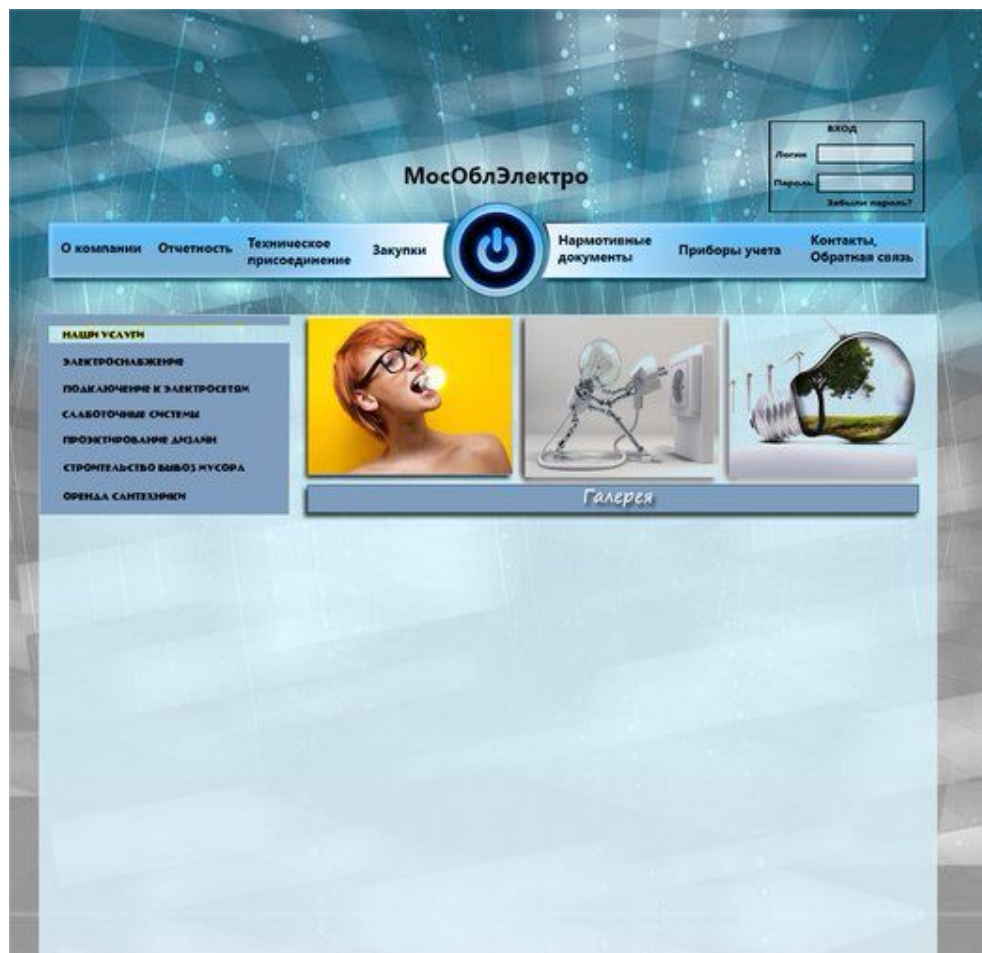 ВХОД
Логин
Пароль
Забыли пароль?
МосОблЭлектро
О компании
Отчетность
Техническое
присоединение
Закупки
Нармотивные
документы
Приборы учета
Контакты,
Обратная связь
НАШИ УСЛУГИ
ЭЛЕКТРОСНАБЖЕНИЕ
ПОДКЛЮЧЕНИЕ К ЭЛЕКТРОСЕТЯМ
СЛАБОТОЧНЫЕ СИСТЕМЫ
ПРОЭКТИРОВАНИЕ ДИЗАЙН
СТРОИТЕЛЬСТВО ВЫВОЗ МУСОРА
ОРЕНДА САНТЕХНИКИ
Галерея